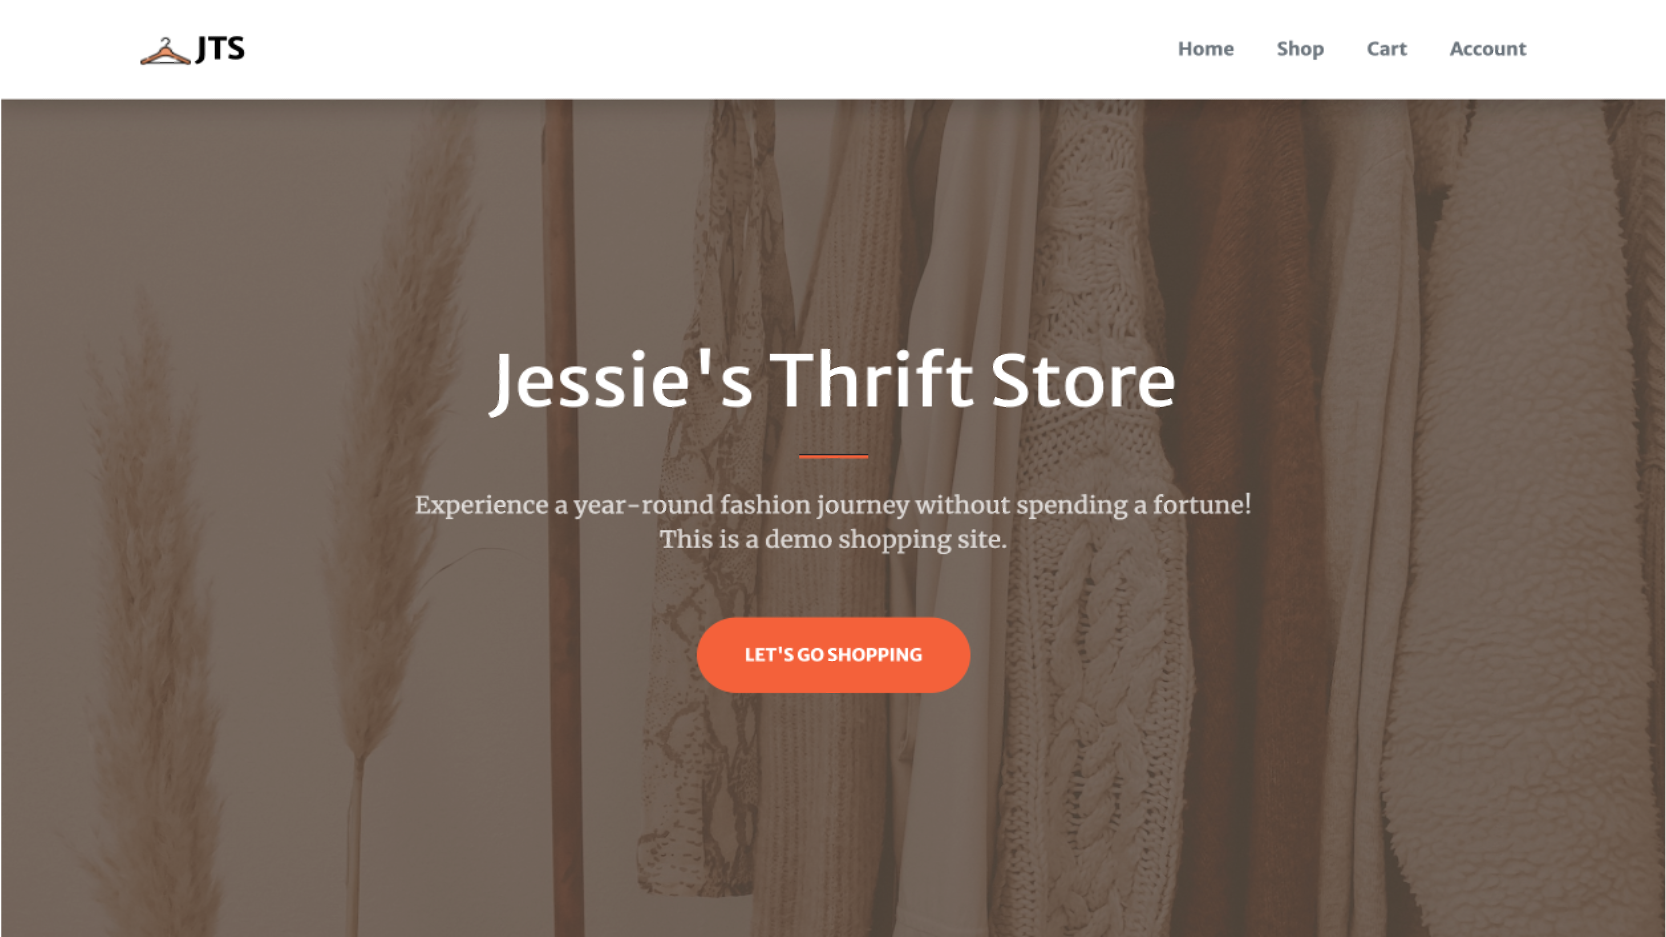 JTS
Home
Shop
Cart
Account
Jessie's Thrift Store
Experience a year-round fashion journey without spending a fortune!
This is a demo shopping site.
LET'S GO SHOPPING